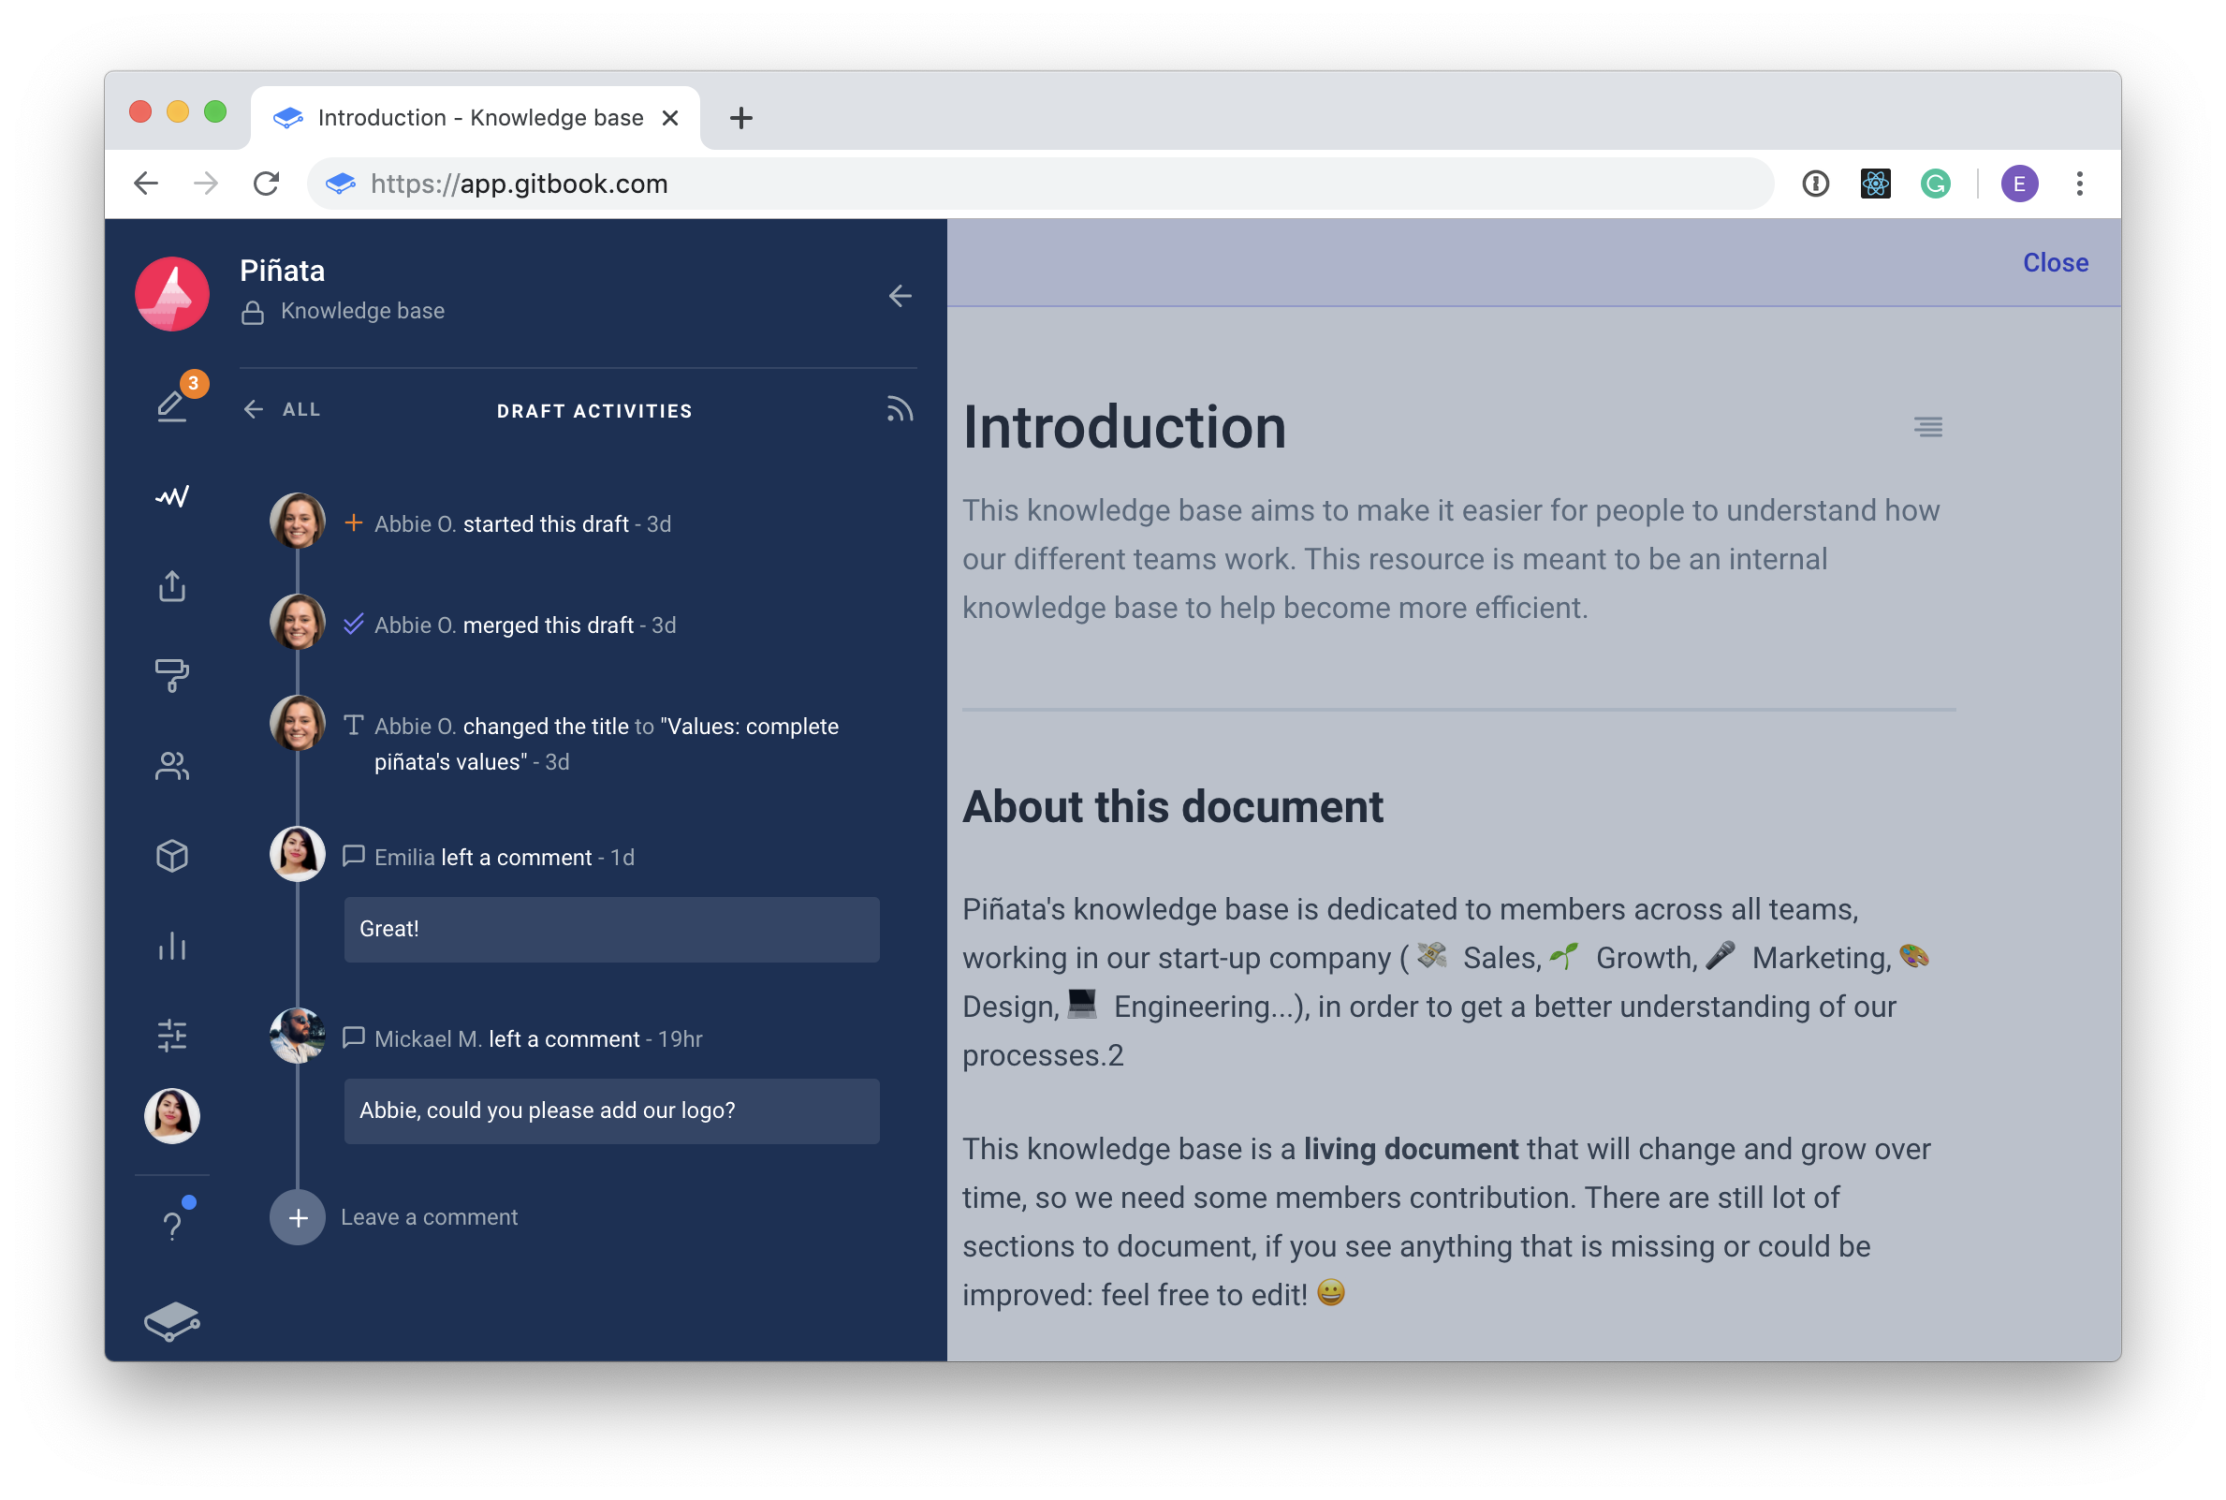 Introduction - Knowledge base
https://app.gitbook.com
E
Piñata
Knowledge base
Close
3
ALL
DRAFT ACTIVITIES
Abbie O. started this draft - 3d
Abbie O. merged this draft - 3d
Abbie O. changed the title to "Values: complete
piñata's values" - 3d
Emilia left a comment - 1d
Great!
Mickael M. left a comment - 19hr
Abbie, could you please add our logo?
Leave a comment
Introduction
This knowledge base aims to make it easier for people to understand how
our different teams work. This resource is meant to be an internal
knowledge base to help become more efficient.
About this document
Piñata's knowledge base is dedicated to members across all teams,
working in our start-up company ( 💸 Sales, 🌱 Growth, 🎤 Marketing, 🎨
Design, 💻 Engineering...), in order to get a better understanding of our
processes.2
This knowledge base is a living document that will change and grow over
time, so we need some members contribution. There are still lot of
sections to document, if you see anything that is missing or could be
improved: feel free to edit! 😀